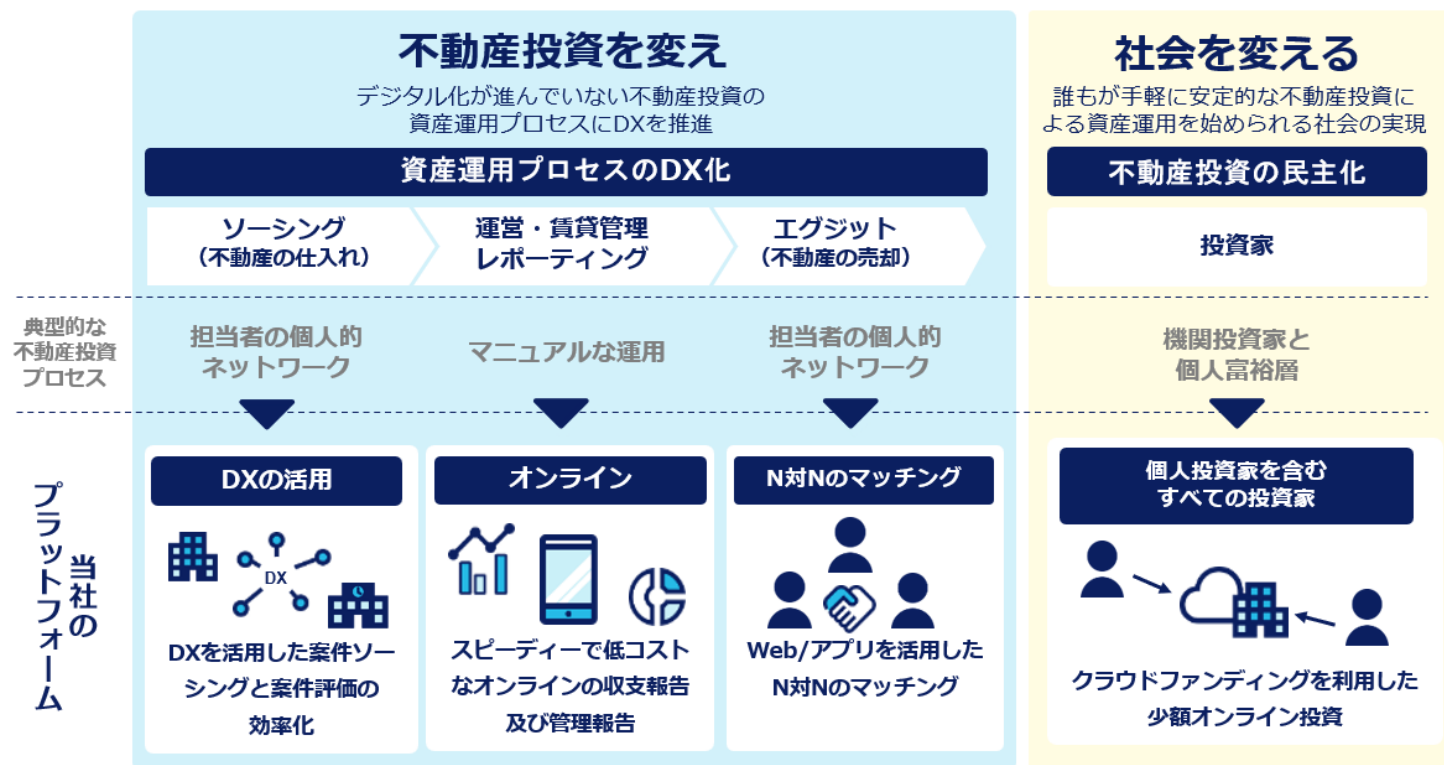 不動産投資を変え
デジタル化が進んでいない不動産投資の
資産運用プロセスにDXを推進
社会を変える
誰もが手軽に安定的な不動産投資に
よる資産運用を始められる社会の実現
資産運用プロセスのDX化
不動産投資の民主化
ソーシング
（不動産の仕入れ）
運営・賃貸管理
レポーティング
エグジット
（不動産の売却）
投資家
典型的な
不動産投資
プロセス
担当者の個人的
ネットワーク
マニュアルな運用
担当者の個人的
ネットワーク
機関投資家と
個人富裕層
当社の
プラットフォーム
DXの活用
DX
DXを活用した案件ソー
シングと案件評価の
効率化
オンライン
スピーディーで低コスト
なオンラインの収支報告
及び管理報告
N対Nのマッチング
Web/アプリを活用した
N対Nのマッチング
個人投資家を含む
すべての投資家
クラウドファンディングを利用した
少額オンライン投資